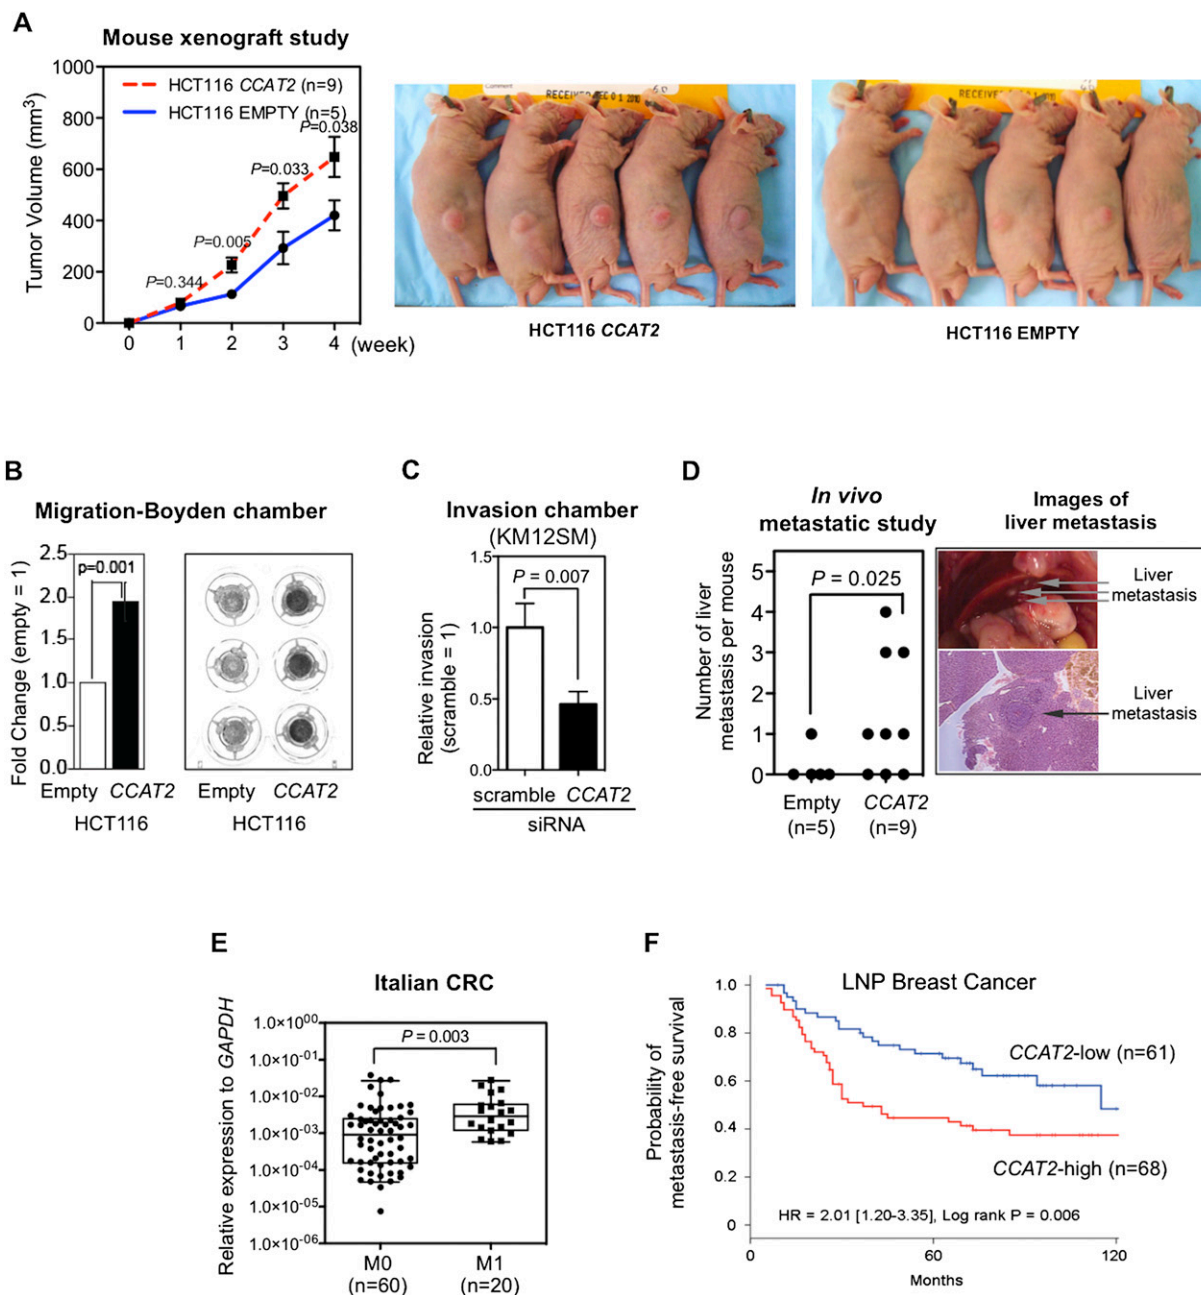 A
Mouse xenograft study
1000
800
600
400
200
0
Tumor Volume (mm³)
HCT116 CCAT2 (n=9)
HCT116 EMPTY (n=5)
P=0.038
P=0.033
P=0.005
P=0.344
0 1 2 3 4 (week)
Comment
RECEIVED DEC 01 2010
HCT116 CCAT2
RECEIVED
HCT116 EMPTY
B
Migration-Boyden chamber
Fold Change (empty = 1)
2.5
2.0
1.5
1.0
0.5
0.0
p=0.001
Empty CCAT2
HCT116
Empty CCAT2
HCT116
C
Invasion chamber
(KM12SM)
Relative invasion
(scramble = 1)
1.5
1.0
0.5
0.0
P = 0.007
scramble CCAT2
siRNA
D
In vivo
metastatic study
Number of liver
metastasis per mouse
5
4
3
2
1
0
P = 0.025
Empty
(n=5)
CCAT2
(n=9)
Images of
liver metastasis
Liver
metastasis
Liver
metastasis
E
Italian CRC
Relative expression to GAPDH
1.0×10⁰⁰
1.0×10⁻⁰¹
1.0×10⁻⁰²
1.0×10⁻⁰³
1.0×10⁻⁰⁴
1.0×10⁻⁰⁵
1.0×10⁻⁰⁶
P = 0.003
M0
(n=60)
M1
(n=20)
F
LNP Breast Cancer
Probability of
metastasis-free survival
1.0
0.8
0.6
0.4
0.2
0
CCAT2-low (n=61)
CCAT2-high (n=68)
HR = 2.01 [1.20-3.35], Log rank P = 0.006
60
120
Months